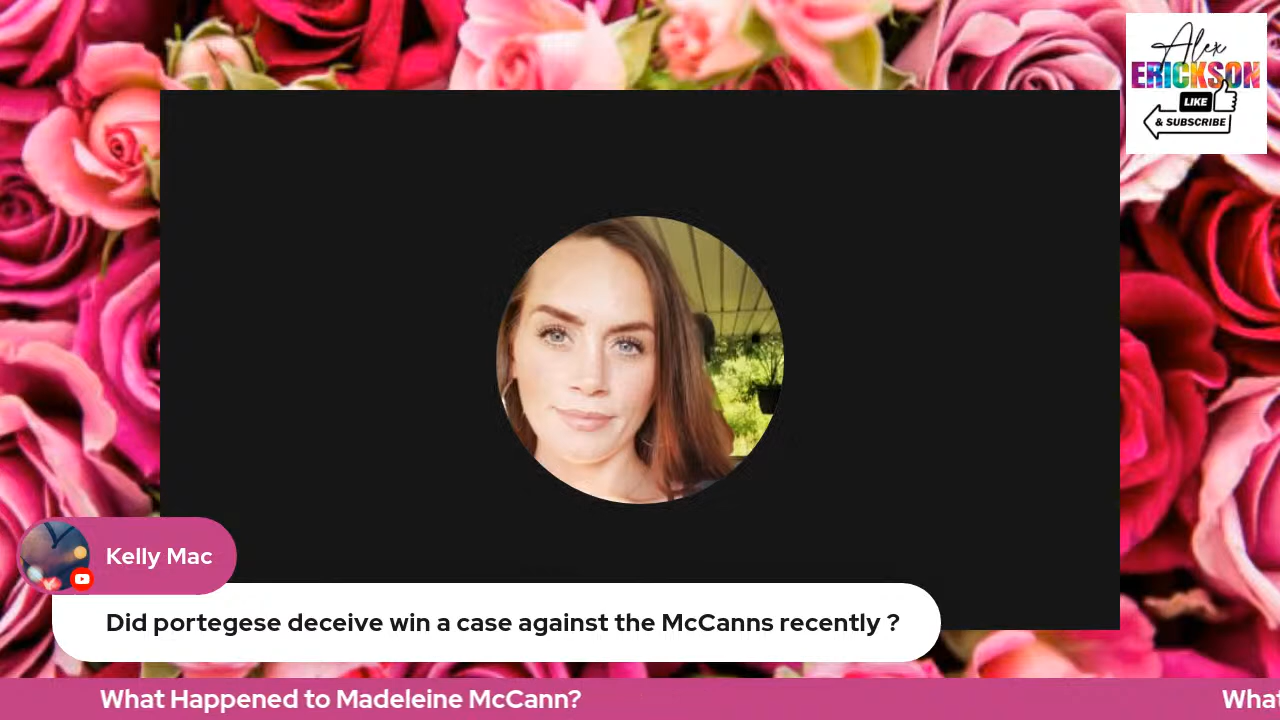 Alex
ERICKSON
LIKE
& SUBSCRIBE
Kelly Mac
Did portegese deceive win a case against the McCanns recently ?
What Happened to Madeleine McCann?
What